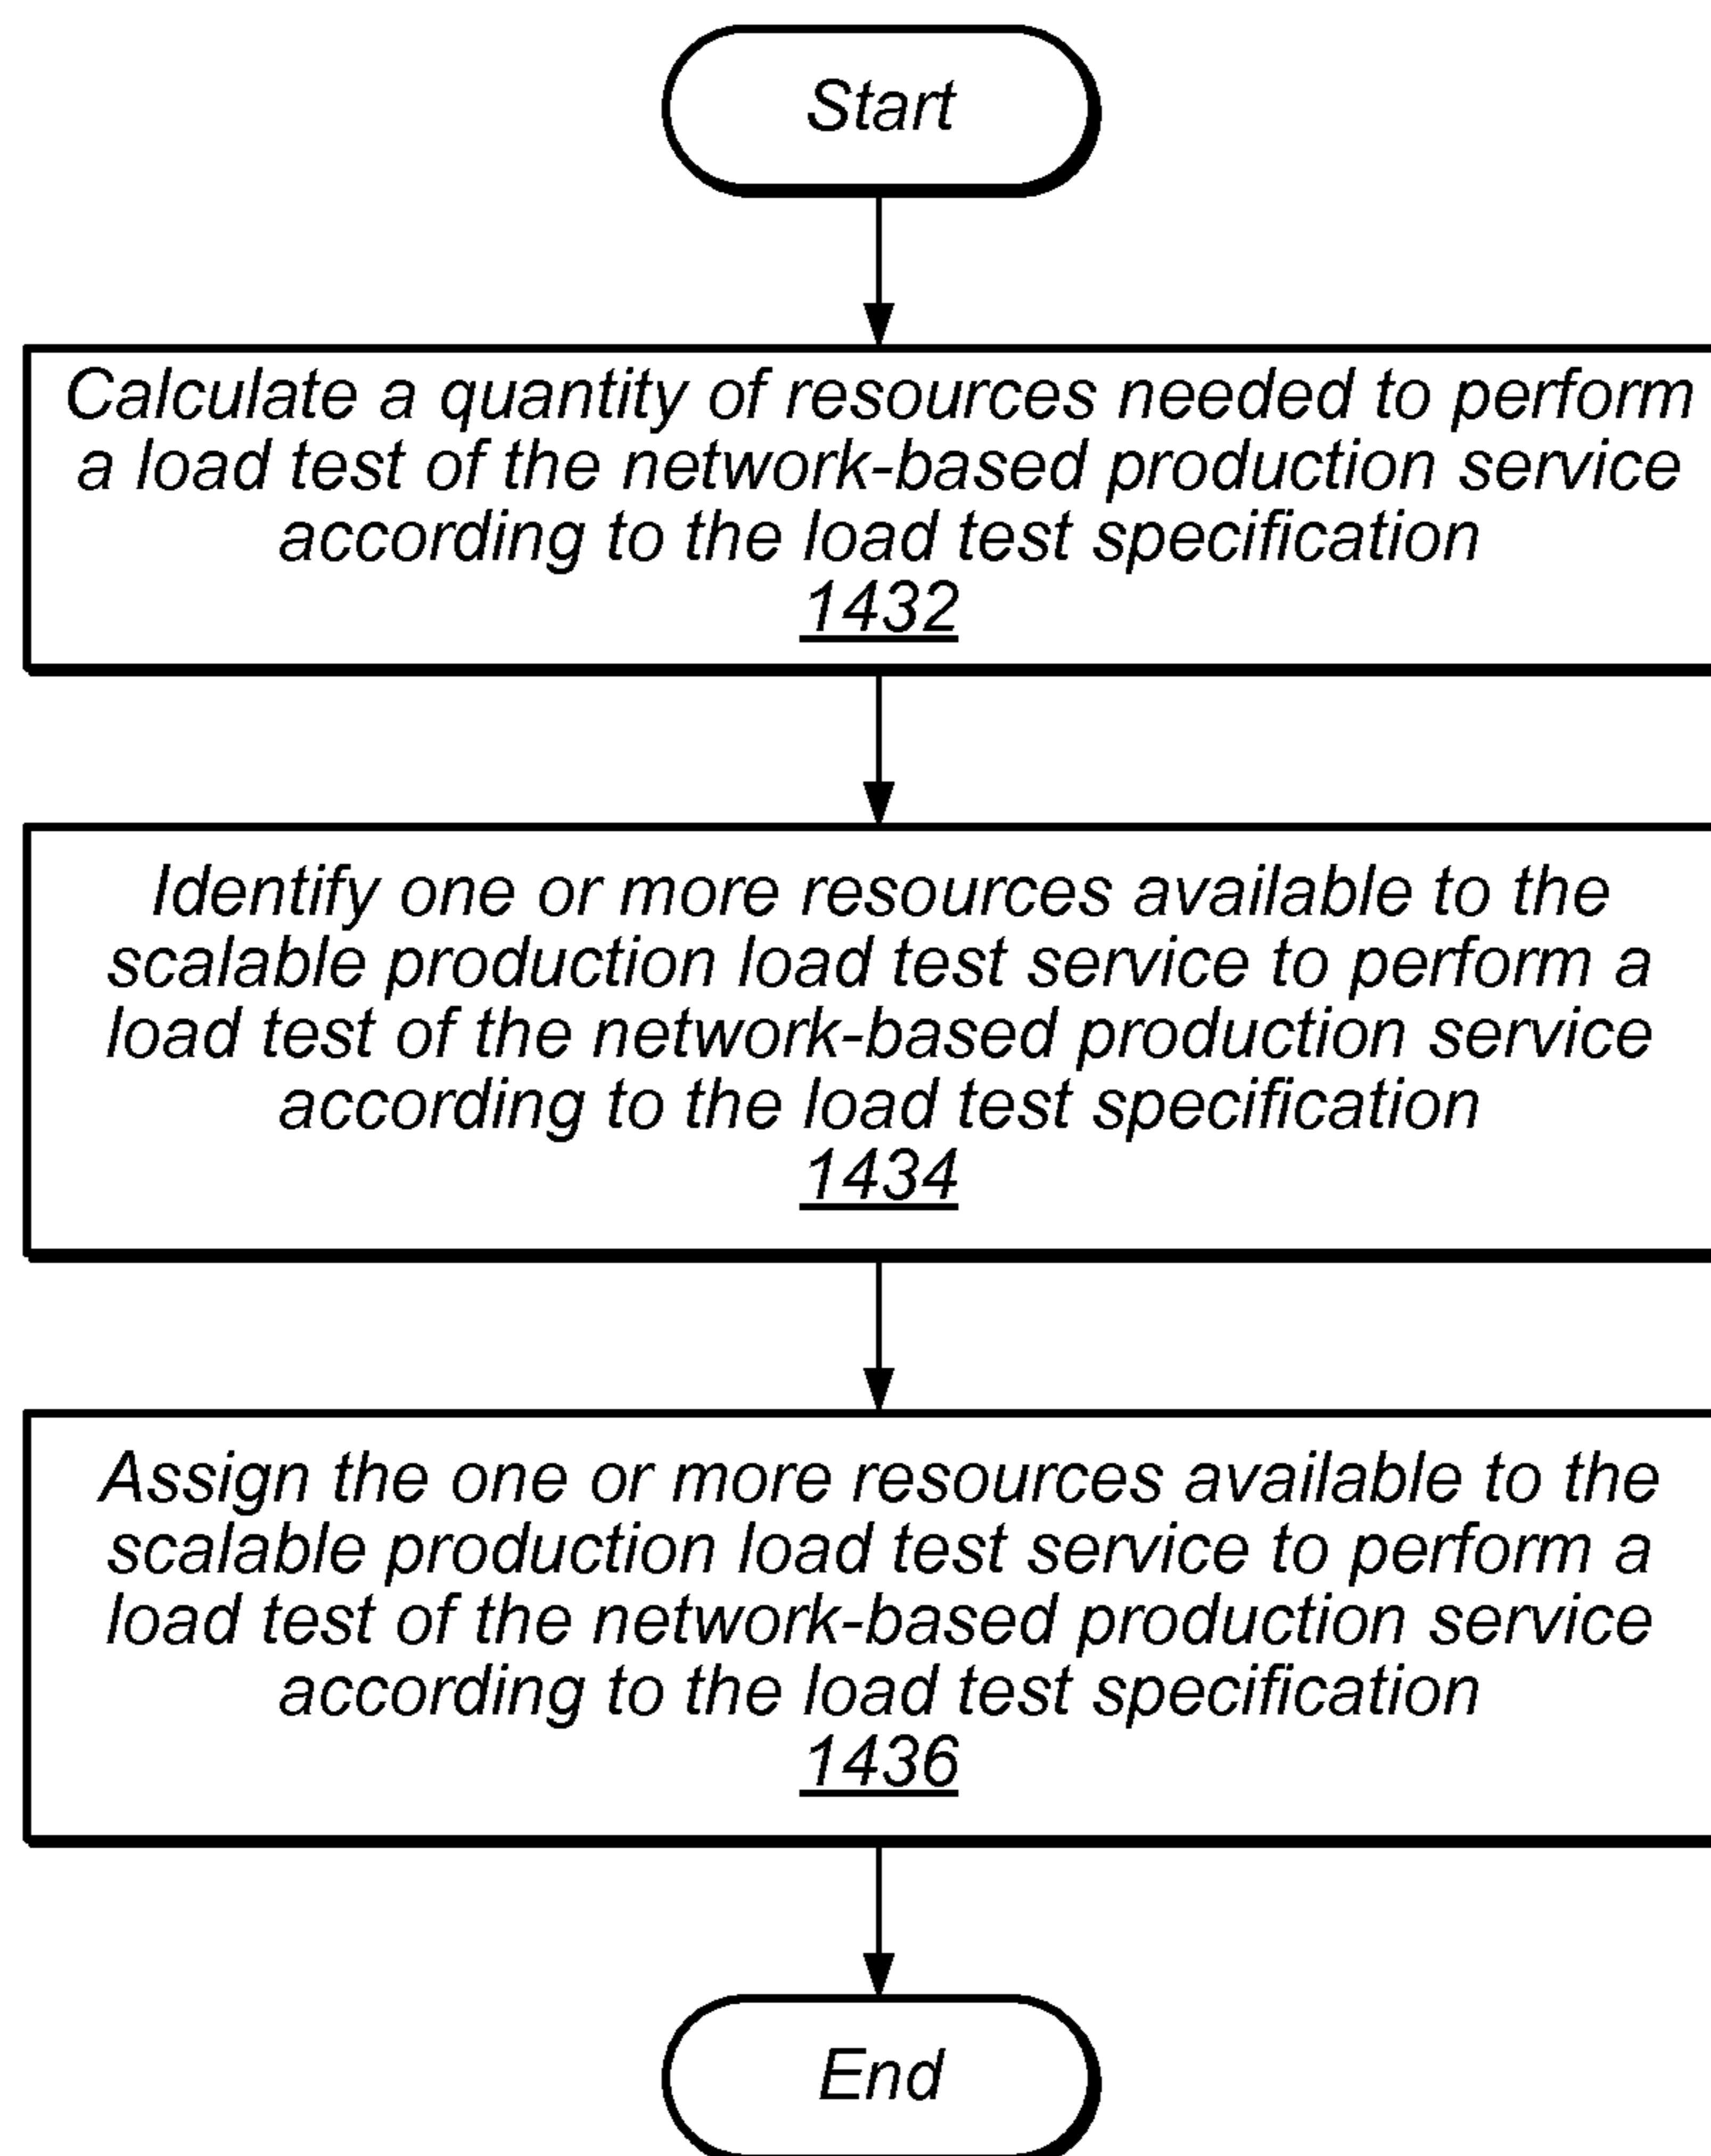 Start
Calculate a quantity of resources needed to perform
a load test of the network-based production service
according to the load test specification
1432
Identify one or more resources available to the
scalable production load test service to perform a
load test of the network-based production service
according to the load test specification
1434
Assign the one or more resources available to the
scalable production load test service to perform a
load test of the network-based production service
according to the load test specification
1436
End